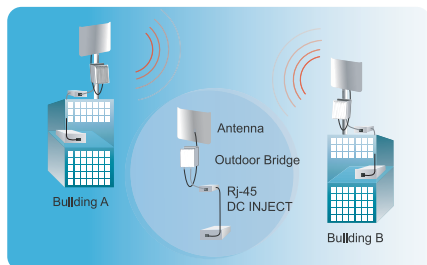 Antenna
Outdoor Bridge
Rj-45
DC INJECT
Building A
Building B